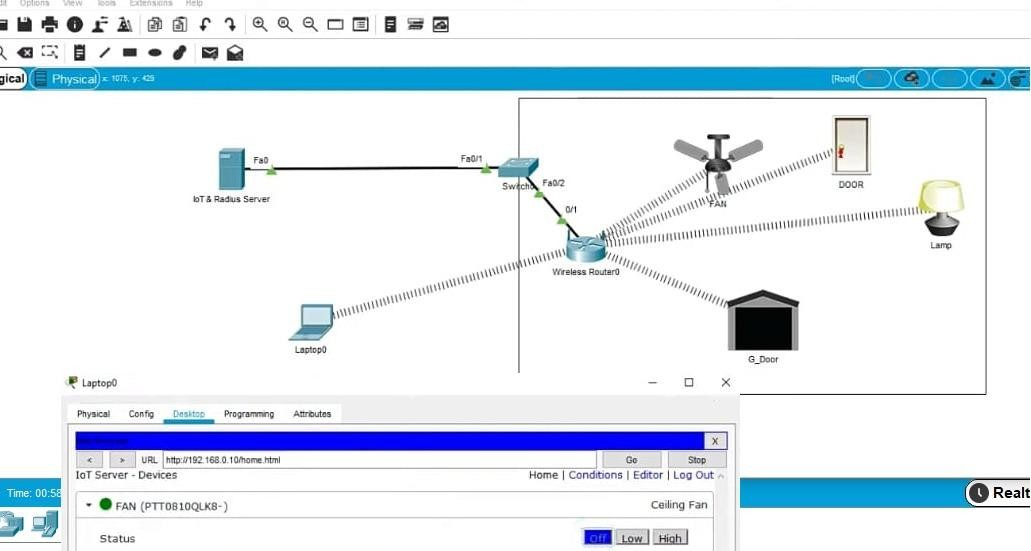 Options View Tools Extensions Help
gical Physical x: 1075, y: 429 [Root]
Fa0
Fa0/1
IoT & Radius Server
Fa0/2
DOOR
FAN
0/1
Lamp
Wireless Router0
Laptop0
G_Door
Laptop0
Physical Config Desktop Programming Attributes
X
< > URL http://192.168.0.10/home.html Go Stop
IoT Server - Devices Home | Conditions | Editor | Log Out
Time: 00:58 Realt
FAN (PTT0810QLK8-) Ceiling Fan
Status Off Low High